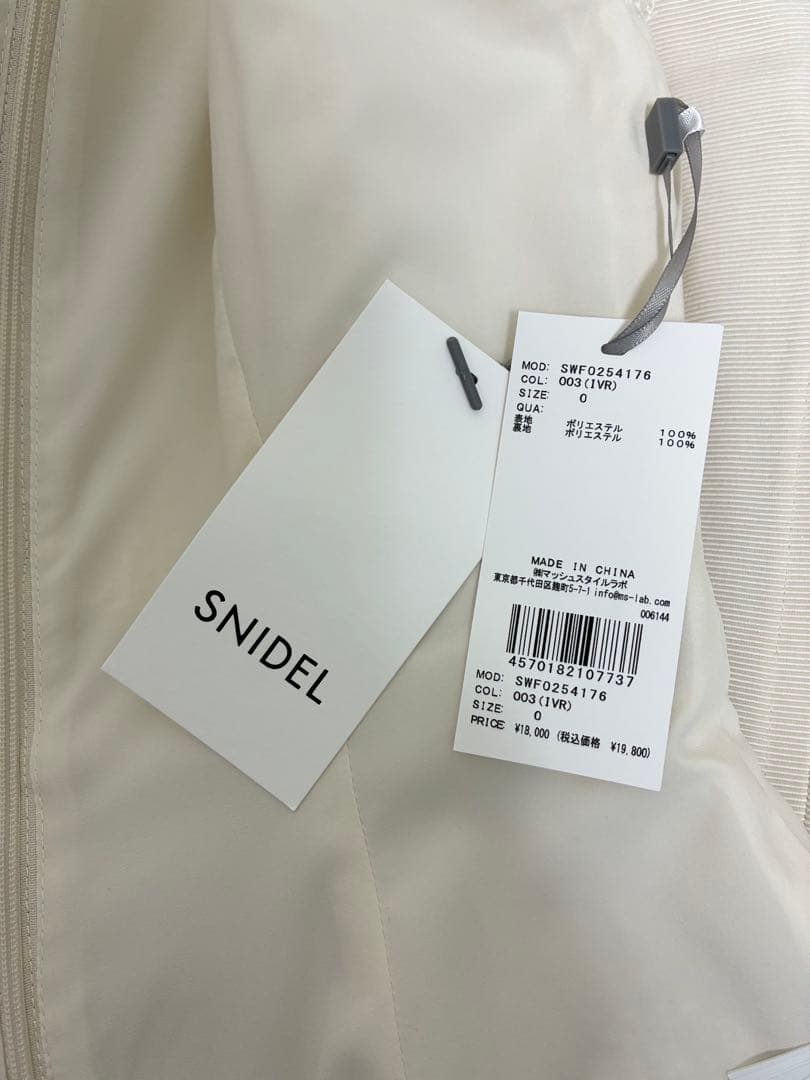 SNIDEL
MOD: SWF0254176
COL: 003(IVR)
SIZE: 0
QUA:
表地 ポリエステル 100%
裏地 ポリエステル 100%
MADE IN CHINA
㈱マッシュスタイルラボ
東京都千代田区麹町5-7-1 info@ms-lab.com
006144
4570182107737
MOD: SWF0254176
COL: 003(IVR)
SIZE: 0
PRICE: ¥18,000 (税込価格 ¥19,800)